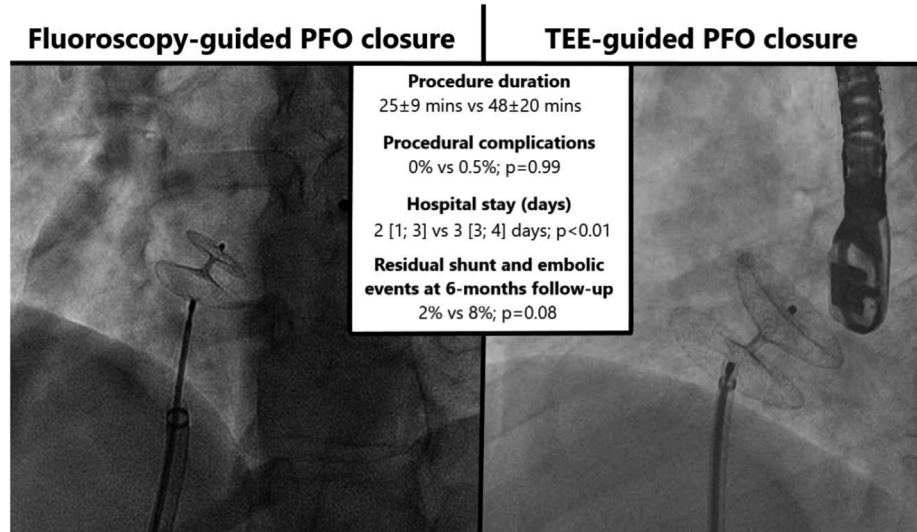 Fluoroscopy-guided PFO closure
TEE-guided PFO closure
Procedure duration
25±9 mins vs 48±20 mins
Procedural complications
0% vs 0.5%; p=0.99
Hospital stay (days)
2 [1; 3] vs 3 [3; 4] days; p<0.01
Residual shunt and embolic
events at 6-months follow-up
2% vs 8%; p=0.08